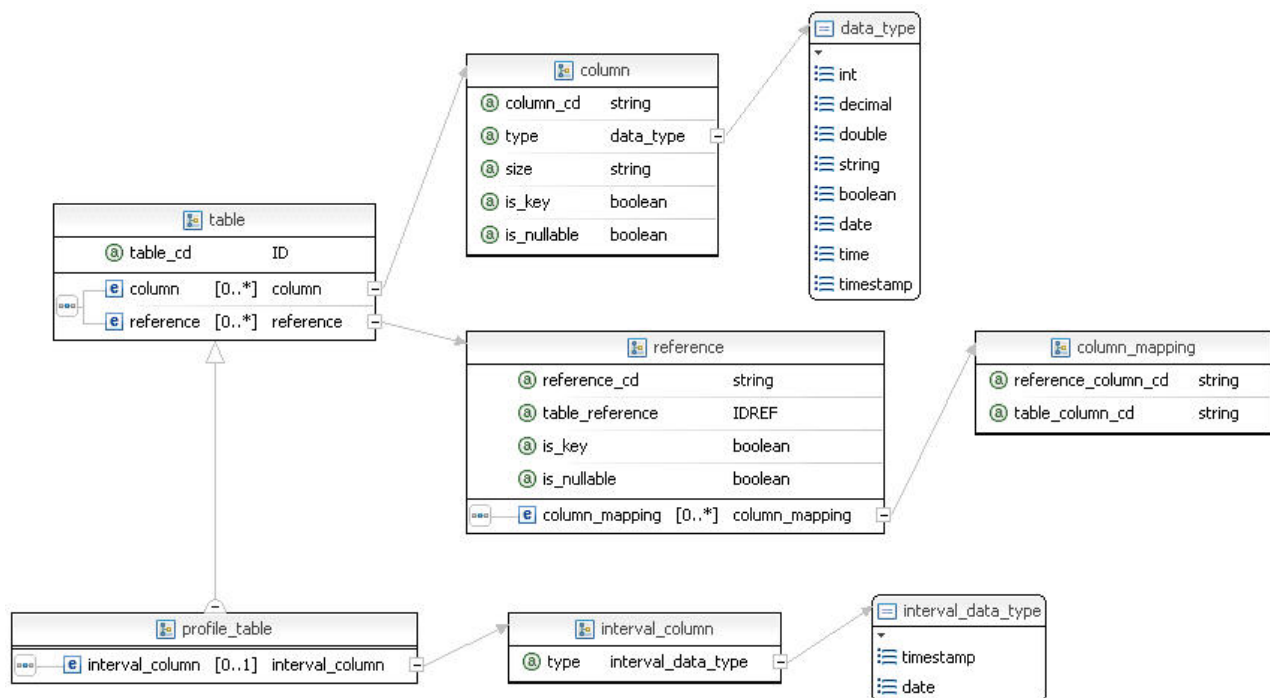 data_type
int
decimal
double
string
boolean
date
time
timestamp
column
column_cd string
type data_type
size string
is_key boolean
is_nullable boolean
table
table_cd ID
column [0..*] column
reference [0..*] reference
reference
reference_cd string
table_reference IDREF
is_key boolean
is_nullable boolean
column_mapping [0..*] column_mapping
column_mapping
reference_column_cd string
table_column_cd string
profile_table
interval_column [0..1] interval_column
interval_column
type interval_data_type
interval_data_type
timestamp
date